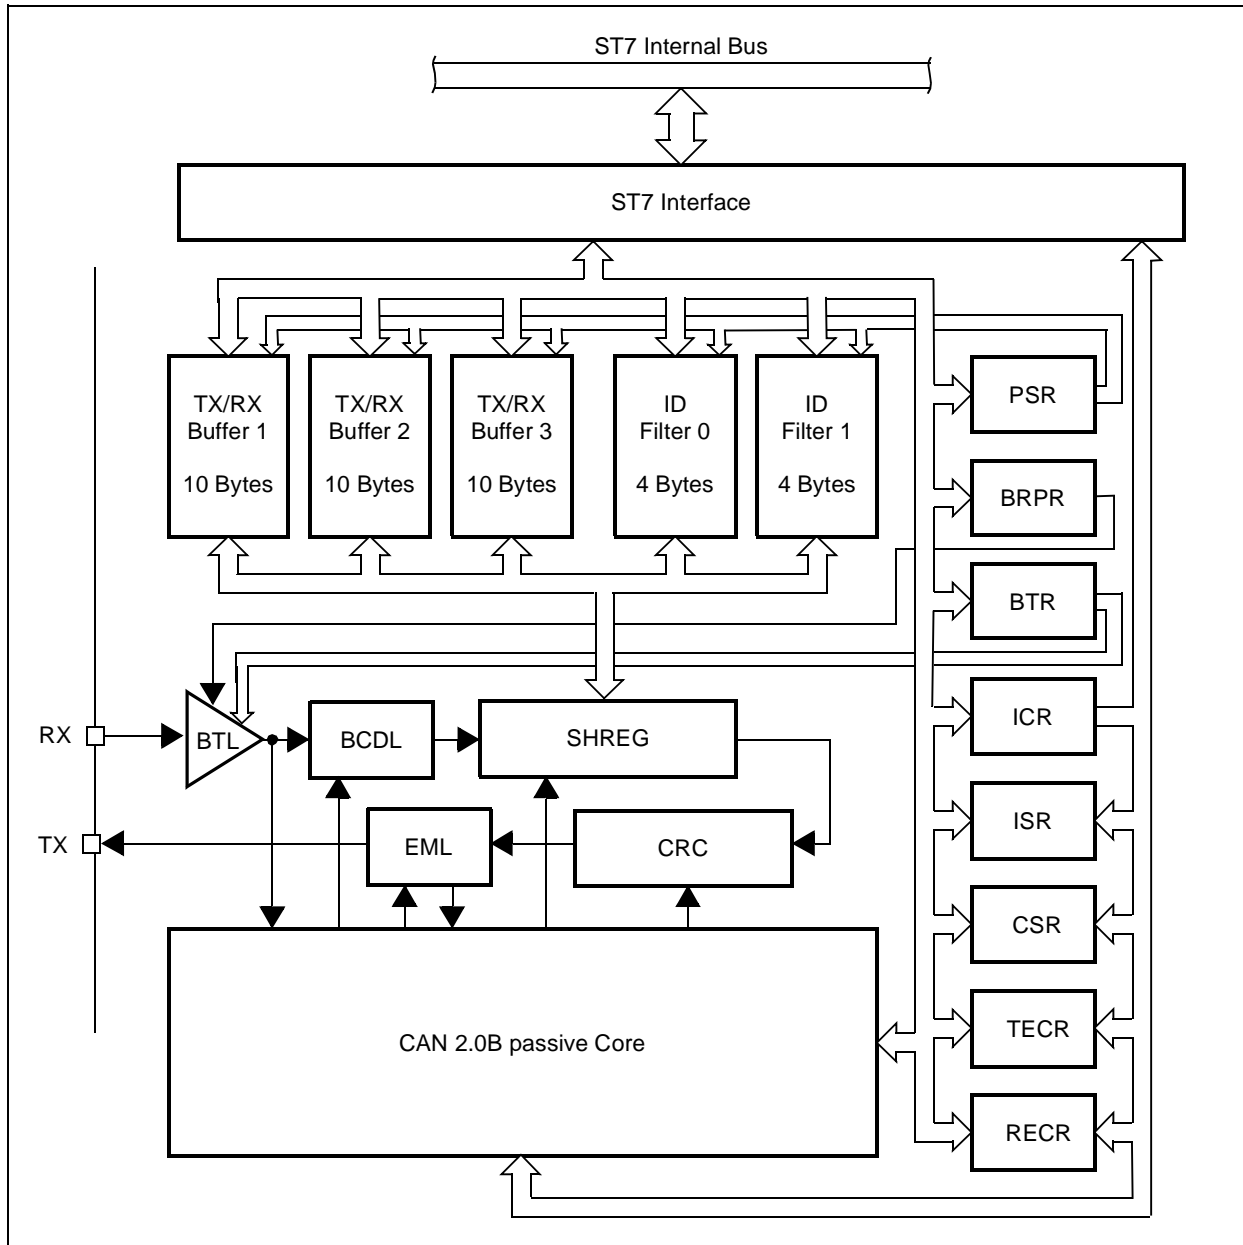 ST7 Internal Bus
ST7 Interface
TX/RX
Buffer 1
10 Bytes
TX/RX
Buffer 2
10 Bytes
TX/RX
Buffer 3
10 Bytes
ID
Filter 0
4 Bytes
ID
Filter 1
4 Bytes
PSR
BRPR
BTR
ICR
ISR
CSR
TECR
RECR
RX
BTL
BCDL
SHREG
TX
EML
CRC
CAN 2.0B passive Core